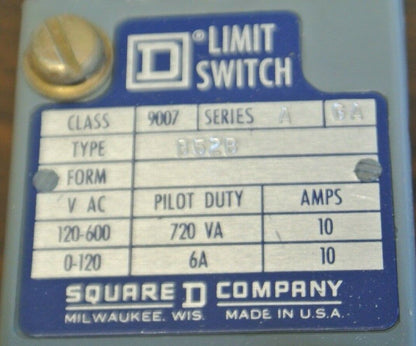 D ® LIMIT
SWITCH
CLASS 9007 SERIES A
TYPE
FORM
V AC PILOT DUTY AMPS
120-600 720 VA 10
0-120 6A 10
SQUARE D COMPANY
MILWAUKEE, WIS. MADE IN U.S.A.